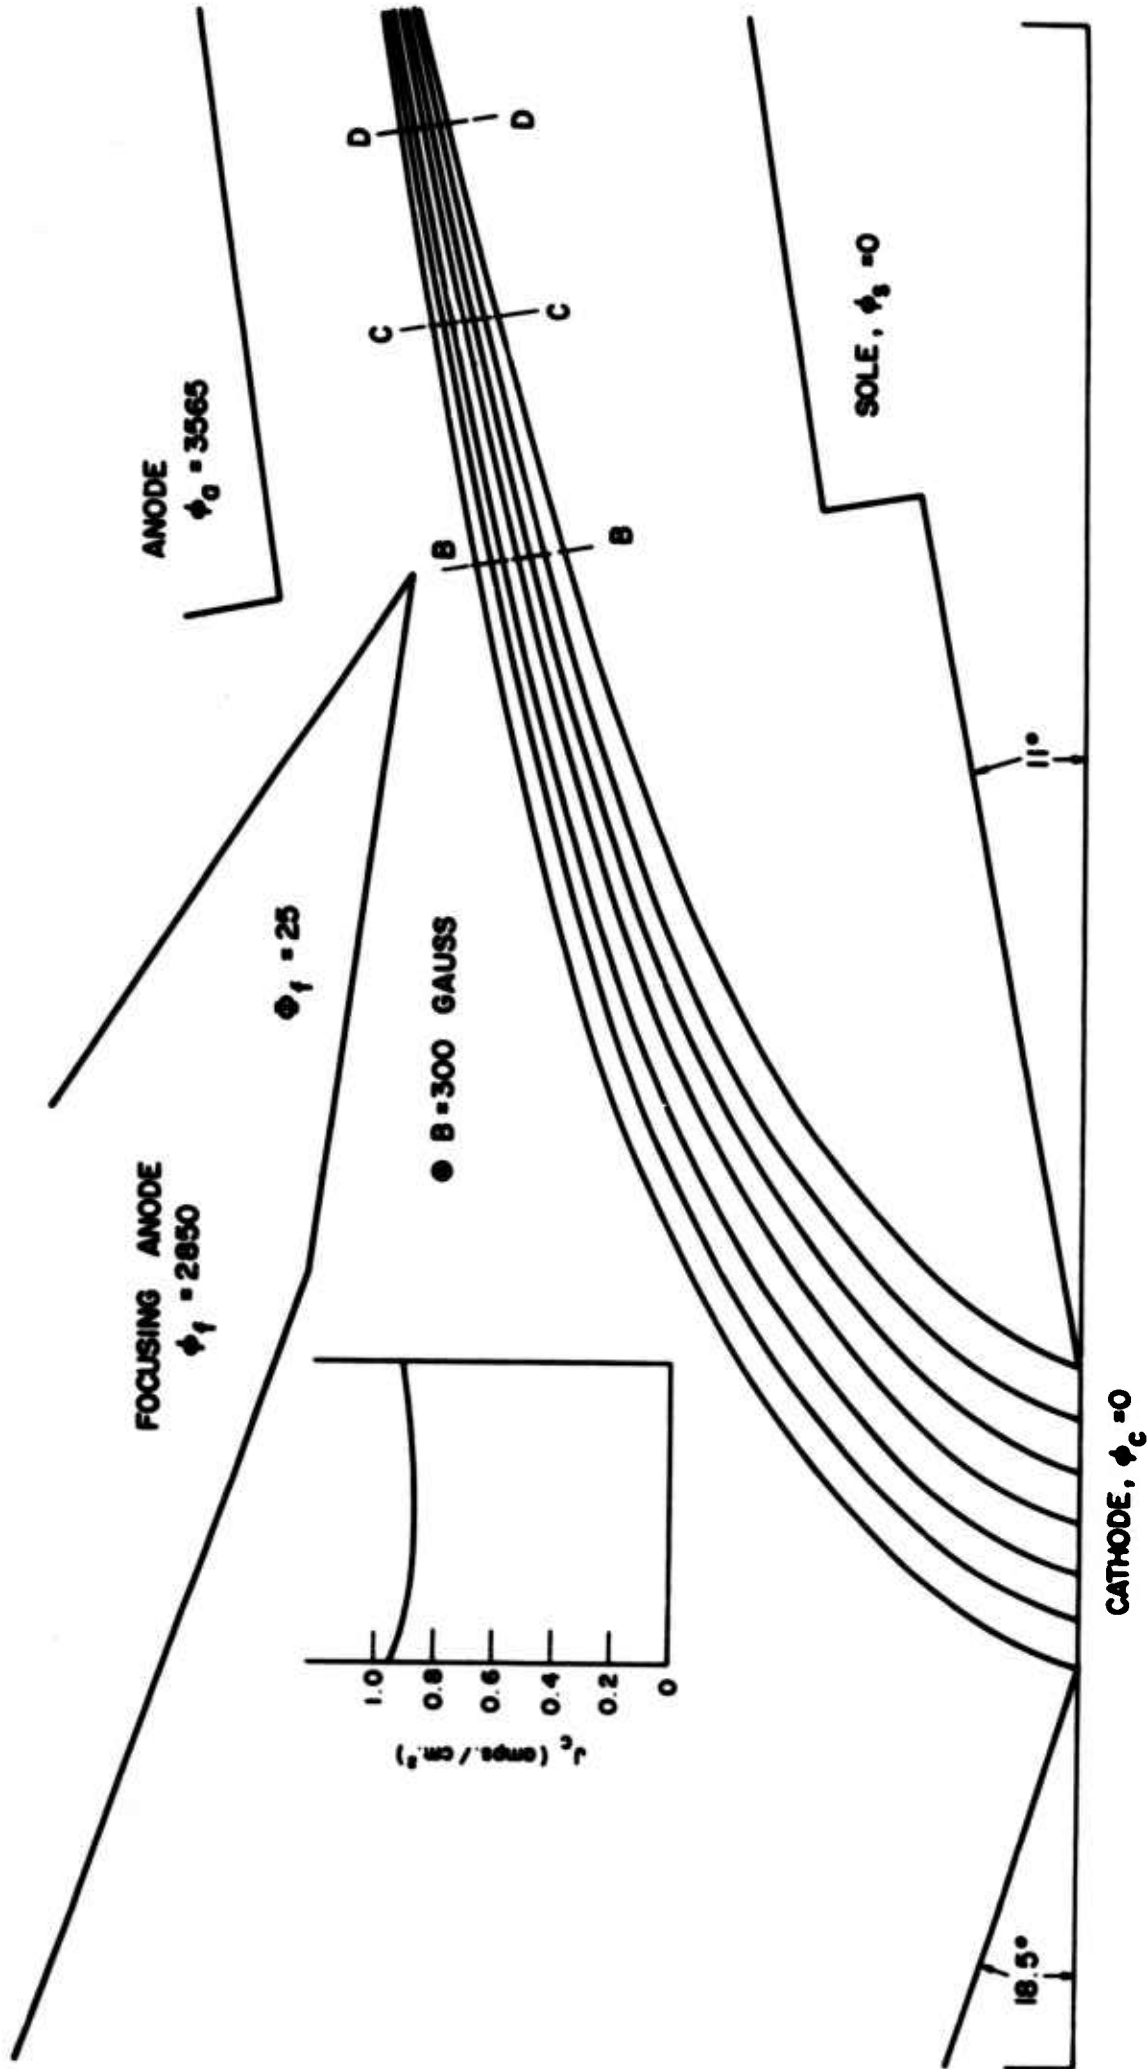 FOCUSING ANODE
ϕf = 2850
ANODE
ϕa = 3565
Φf = 25
B = 300 GAUSS
D
D
C
C
B
B
SOLE, ϕs = 0
Jc (amps./cm.²)
1.0
0.8
0.6
0.4
0.2
0
18.5°
11°
CATHODE, ϕc = 0